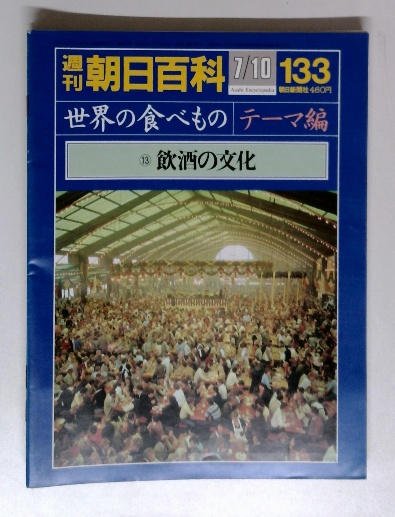 週刊 朝日百科 7/10 133
Asahi Encyclopedia 朝日新聞社 460円
世界の食べもの テーマ編
⑬ 飲酒の文化